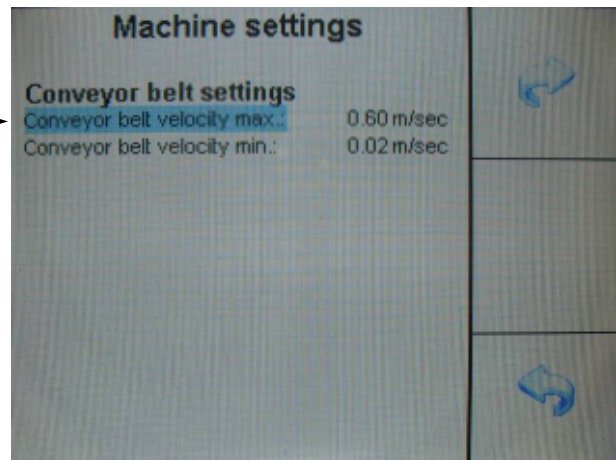 Machine settings
Conveyor belt settings
Conveyor belt velocity max.: 0.60 m/sec
Conveyor belt velocity min.: 0.02 m/sec